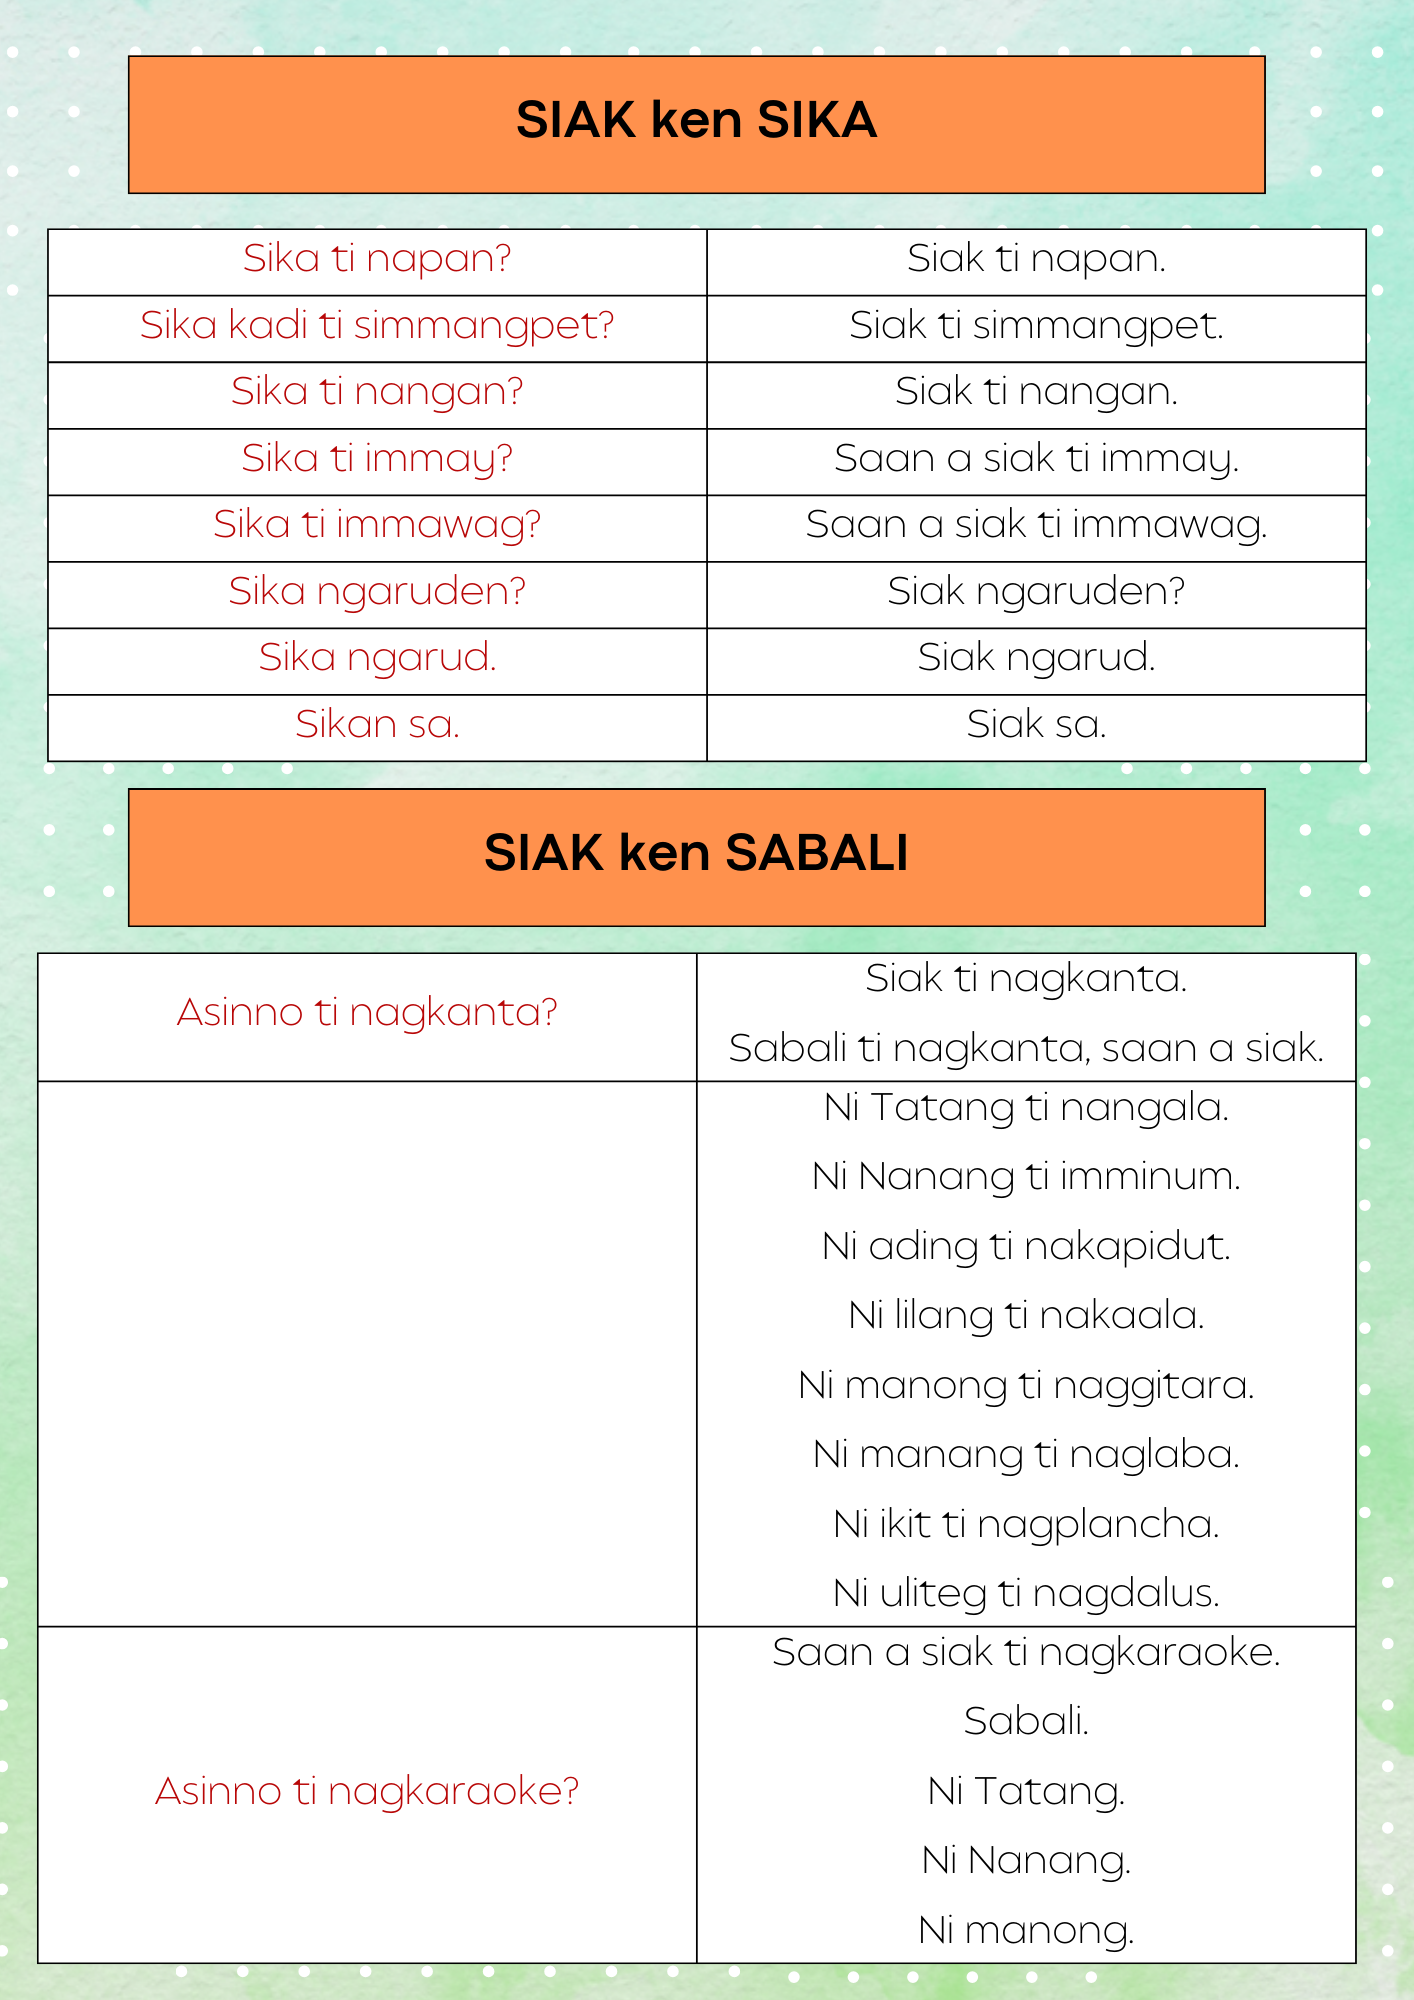 SIAK ken SIKA
Sika ti napan?
Siak ti napan.
Sika kadi ti simmangpet?
Siak ti simmangpet.
Sika ti nangan?
Siak ti nangan.
Sika ti immay?
Saan a siak ti immay.
Sika ti immawag?
Saan a siak ti immawag.
Sika ngaruden?
Siak ngaruden?
Sika ngarud.
Siak ngarud.
Sikan sa.
Siak sa.
SIAK ken SABALI
Asinno ti nagkanta?
Siak ti nagkanta.
Sabali ti nagkanta, saan a siak.
Ni Tatang ti nangala.
Ni Nanang ti imminum.
Ni ading ti nakapidut.
Ni lilang ti nakaala.
Ni manong ti naggitara.
Ni manang ti naglaba.
Ni ikit ti nagplancha.
Ni uliteg ti nagdalus.
Asinno ti nagkaraoke?
Saan a siak ti nagkaraoke.
Sabali.
Ni Tatang.
Ni Nanang.
Ni manong.